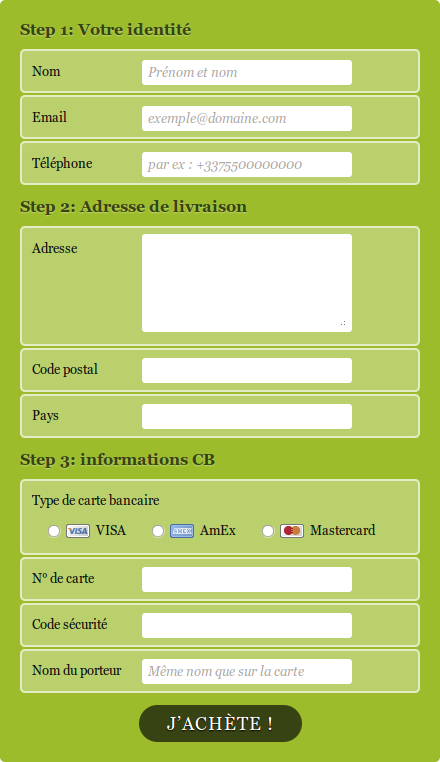 Step 1: Votre identité
Nom
Prénom et nom
Email
exemple@domaine.com
Téléphone
par ex : +3375500000000
Step 2: Adresse de livraison
Adresse
Code postal
Pays
Step 3: informations CB
Type de carte bancaire
VISA VISA AMEX AmEx Mastercard
N° de carte
Code sécurité
Nom du porteur
Même nom que sur la carte
J’ACHÈTE !